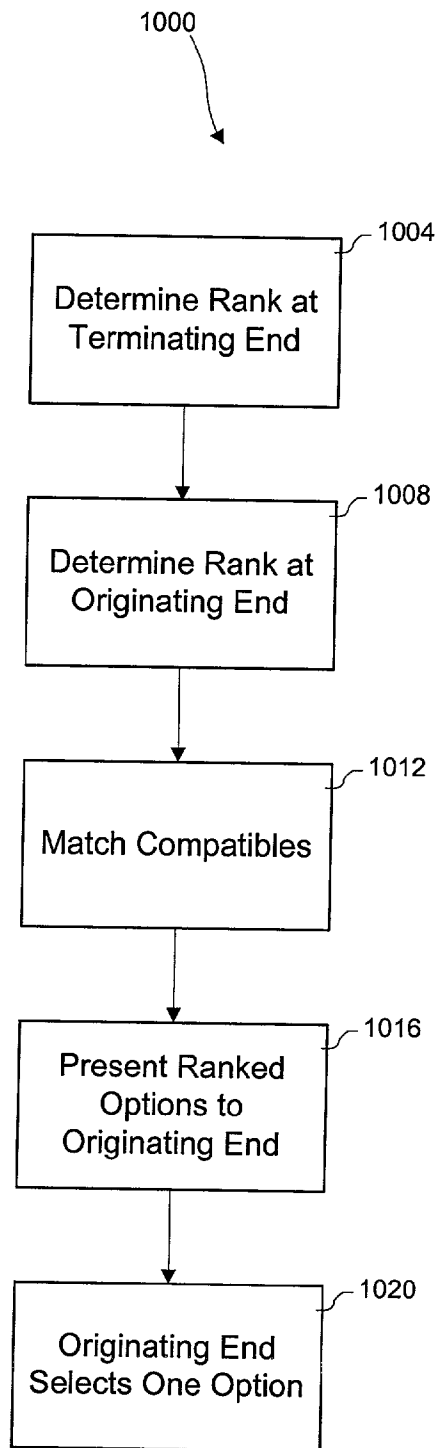 1000
1004
Determine Rank at
Terminating End
1008
Determine Rank at
Originating End
1012
Match Compatibles
1016
Present Ranked
Options to
Originating End
1020
Originating End
Selects One Option